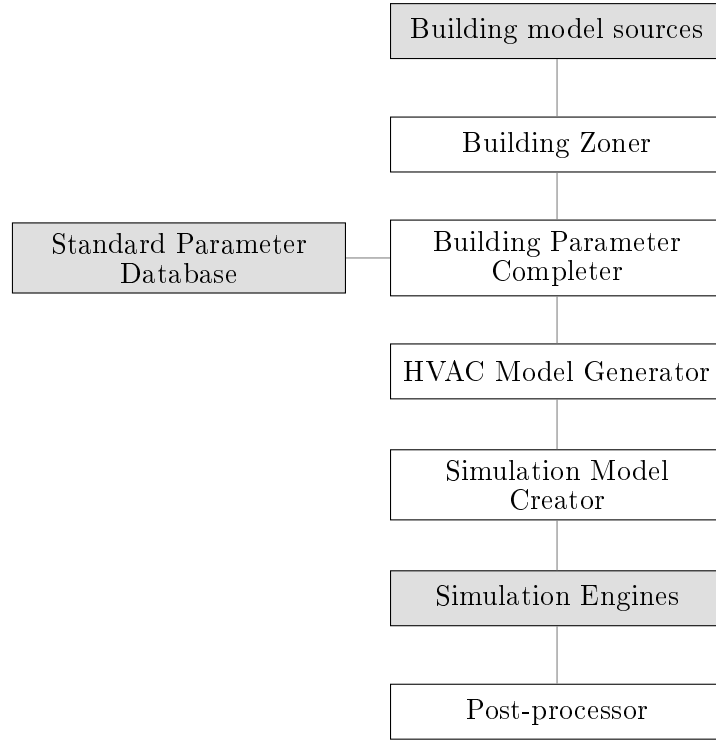 Building model sources
Building Zoner
Standard Parameter
Database
Building Parameter
Completer
HVAC Model Generator
Simulation Model
Creator
Simulation Engines
Post-processor